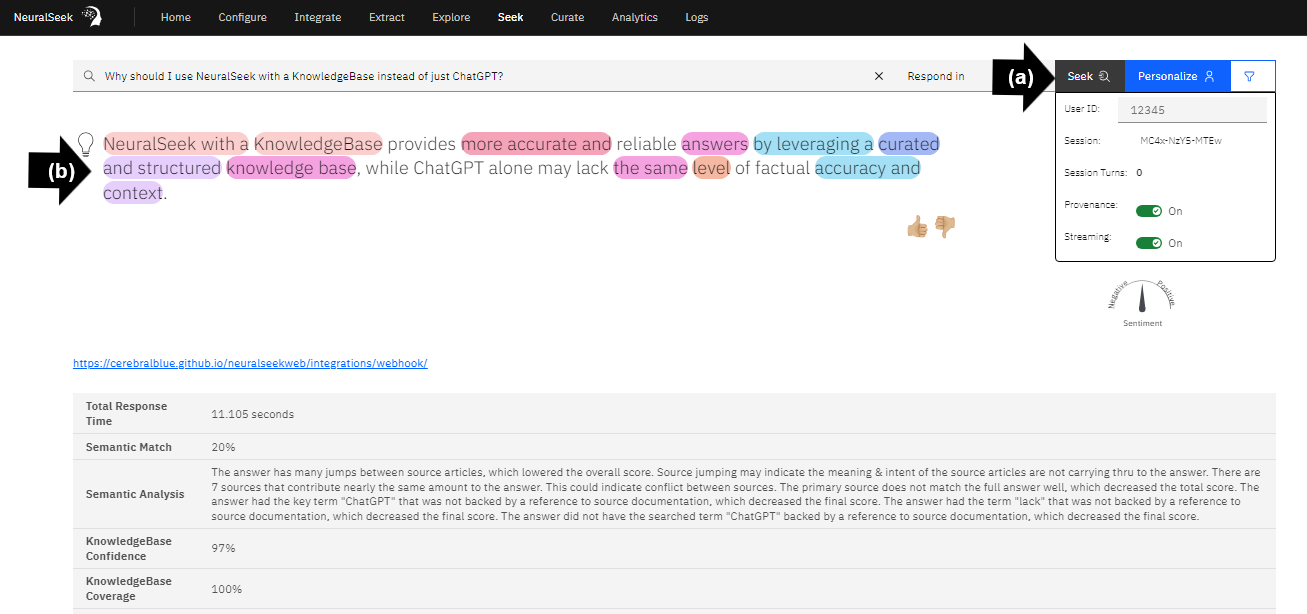 NeuralSeek
Home
Configure
Integrate
Extract
Explore
Seek
Curate
Analytics
Logs
Why should I use NeuralSeek with a KnowledgeBase instead of just ChatGPT?
Respond in
(a)
Seek
Personalize
User ID:
12345
Session:
MC4x-NzY5-MTEw
Session Turns: 0
Provenance:
On
Streaming:
On
(b)
NeuralSeek with a KnowledgeBase provides more accurate and reliable answers by leveraging a curated
and structured knowledge base, while ChatGPT alone may lack the same level of factual accuracy and
context.
Negative
Positive
Sentiment
https://cerebralblue.github.io/neuralseekweb/integrations/webhook/
Total Response
Time
11.105 seconds
Semantic Match
20%
Semantic Analysis
The answer has many jumps between source articles, which lowered the overall score. Source jumping may indicate the meaning & intent of the source articles are not carrying thru to the answer. There are
7 sources that contribute nearly the same amount to the answer. This could indicate conflict between sources. The primary source does not match the full answer well, which decreased the total score. The
answer had the key term "ChatGPT" that was not backed by a reference to source documentation, which decreased the final score. The answer had the term "lack" that was not backed by a reference to
source documentation, which decreased the final score. The answer did not have the searched term "ChatGPT" backed by a reference to source documentation, which decreased the final score.
KnowledgeBase
Confidence
97%
KnowledgeBase
Coverage
100%